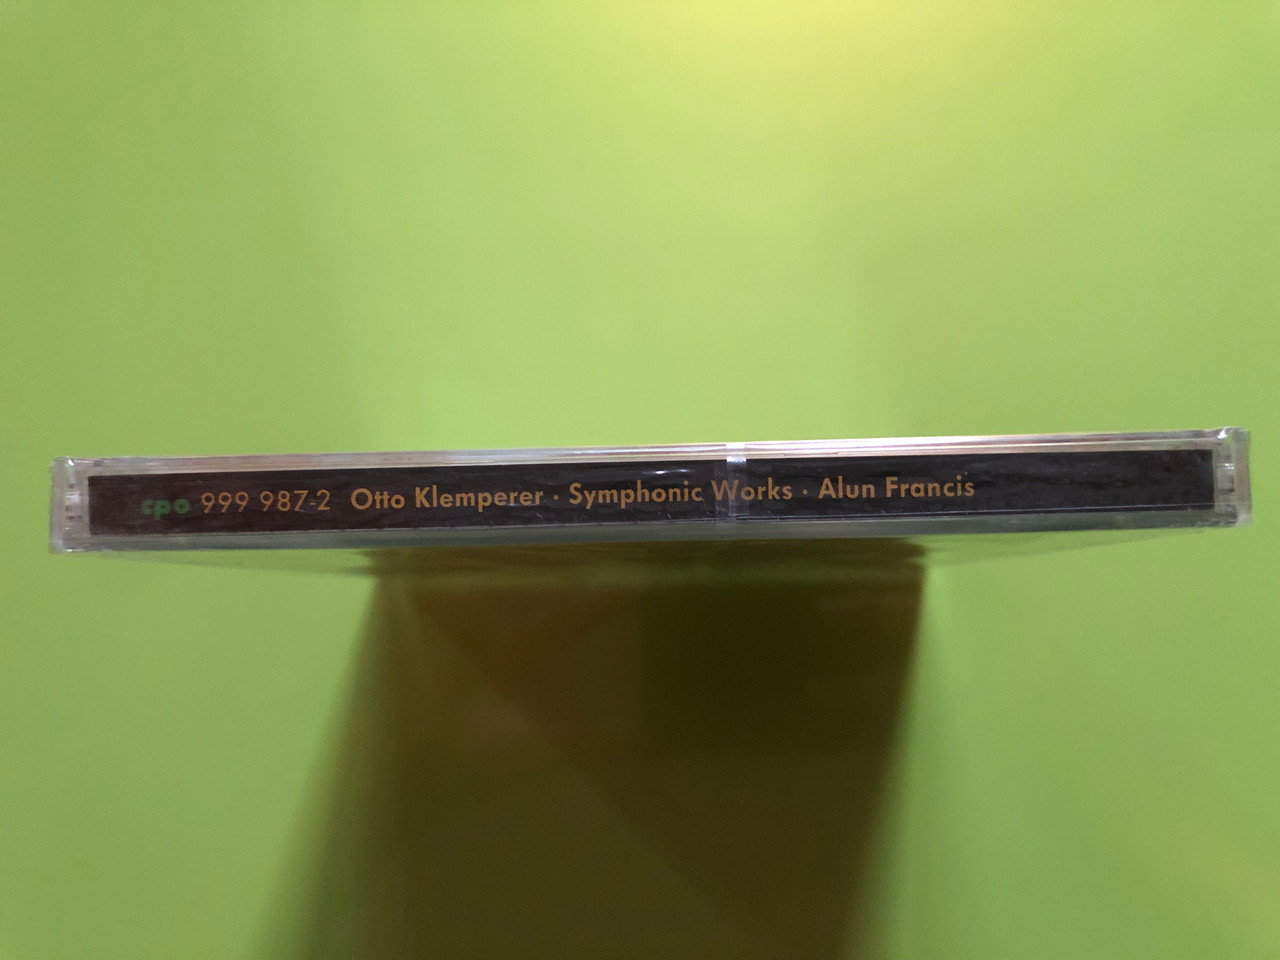 cpo 999 987-2 Otto Klemperer · Symphonic Works · Alun Francis